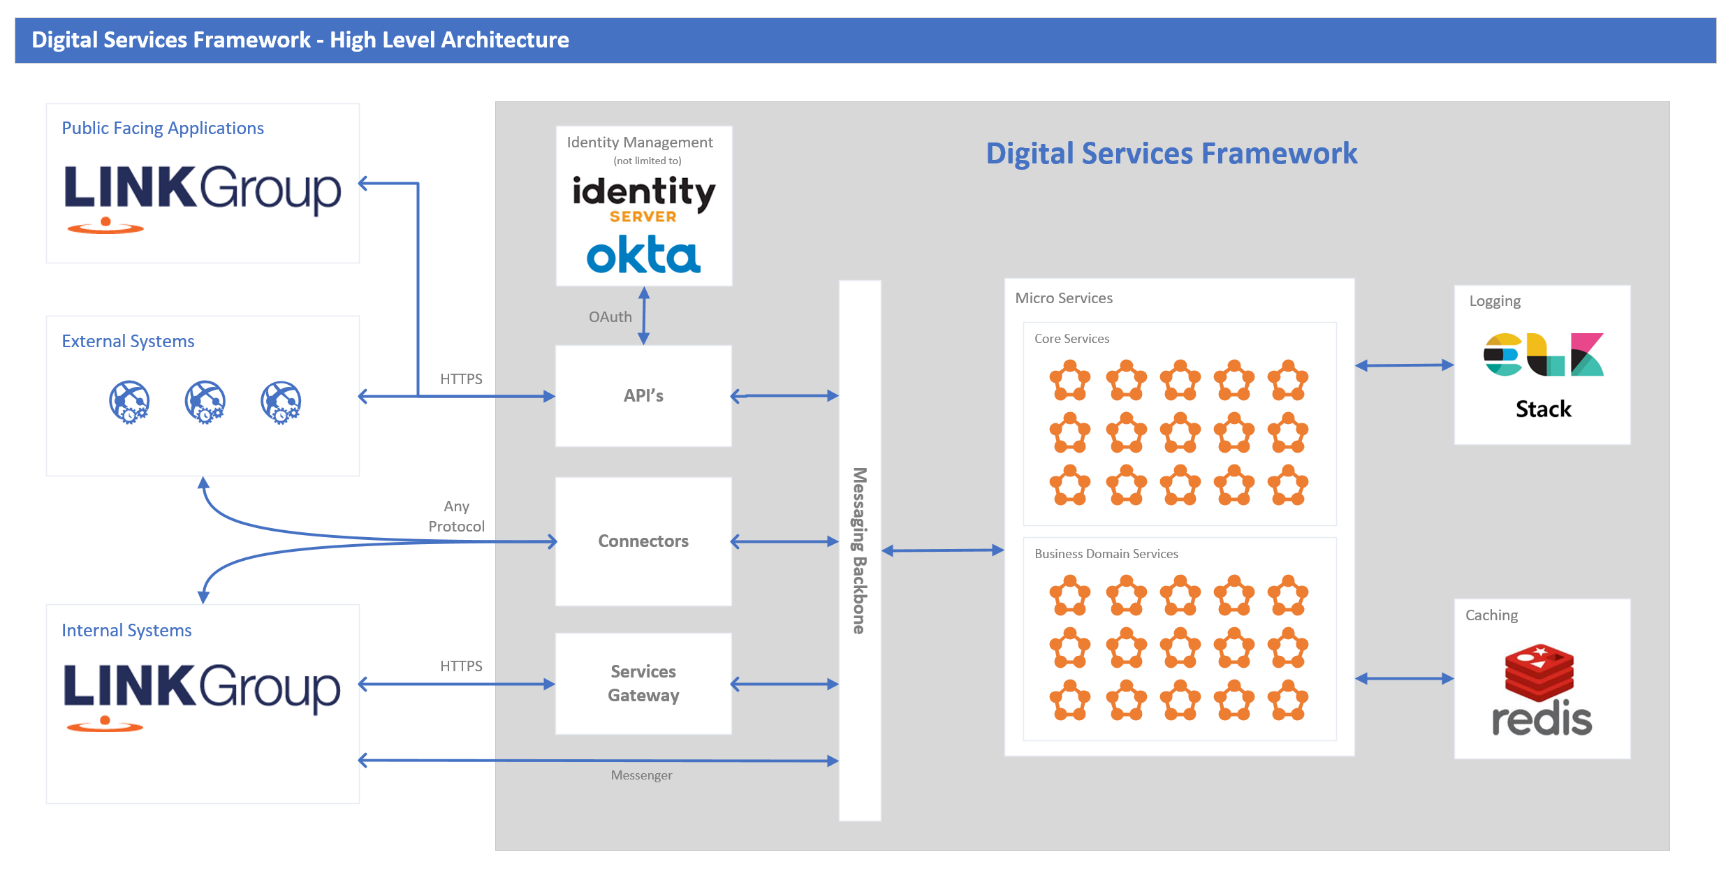 Digital Services Framework - High Level Architecture
Public Facing Applications
LINKGroup
External Systems
Internal Systems
LINKGroup
HTTPS
Any
Protocol
HTTPS
Messenger
Identity Management
(not limited to)
identity
SERVER
okta
OAuth
API's
Connectors
Services
Gateway
Messaging Backbone
Digital Services Framework
Micro Services
Core Services
Business Domain Services
Logging
ELK
Stack
Caching
redis